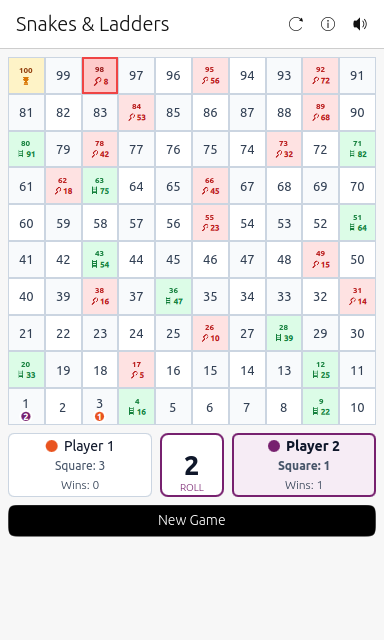 Snakes & Ladders
100 99 98 8 97 96 95 56 94 93 92 72 91
81 82 83 84 53 85 86 87 88 89 68 90
80 91 79 78 42 77 76 75 74 73 32 72 71 82
61 62 18 63 75 64 65 66 45 67 68 69 70
60 59 58 57 56 55 23 54 53 52 51 64
41 42 43 54 44 45 46 47 48 49 15 50
40 39 38 16 37 36 47 35 34 33 32 31 14
21 22 23 24 25 26 10 27 28 39 29 30
20 33 19 18 17 5 16 15 14 13 12 25 11
1 2 2 3 1 4 16 5 6 7 8 9 22 10
Player 1
Square: 3
Wins: 0
2
ROLL
Player 2
Square: 1
Wins: 1
New Game